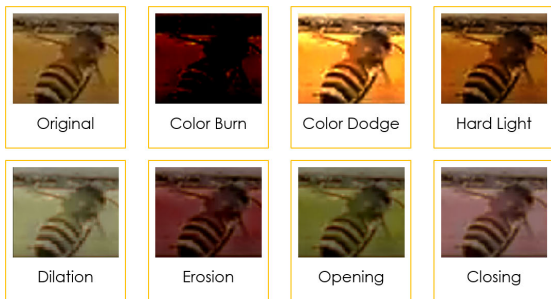 Original
Color Burn
Color Dodge
Hard Light
Dilation
Erosion
Opening
Closing